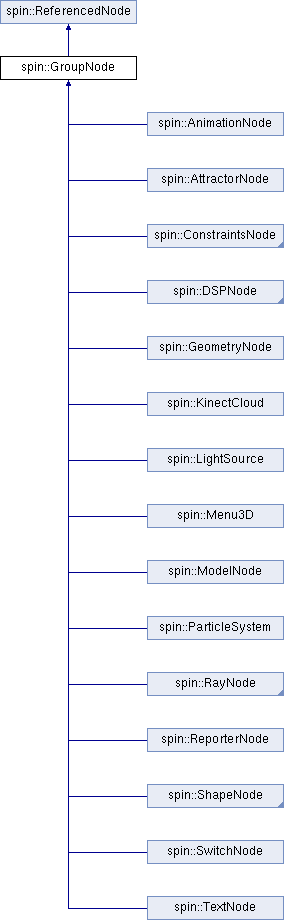 spin::ReferencedNode
spin::GroupNode
spin::AnimationNode
spin::AttractorNode
spin::ConstraintsNode
spin::DSPNode
spin::GeometryNode
spin::KinectCloud
spin::LightSource
spin::Menu3D
spin::ModelNode
spin::ParticleSystem
spin::RayNode
spin::ReporterNode
spin::ShapeNode
spin::SwitchNode
spin::TextNode